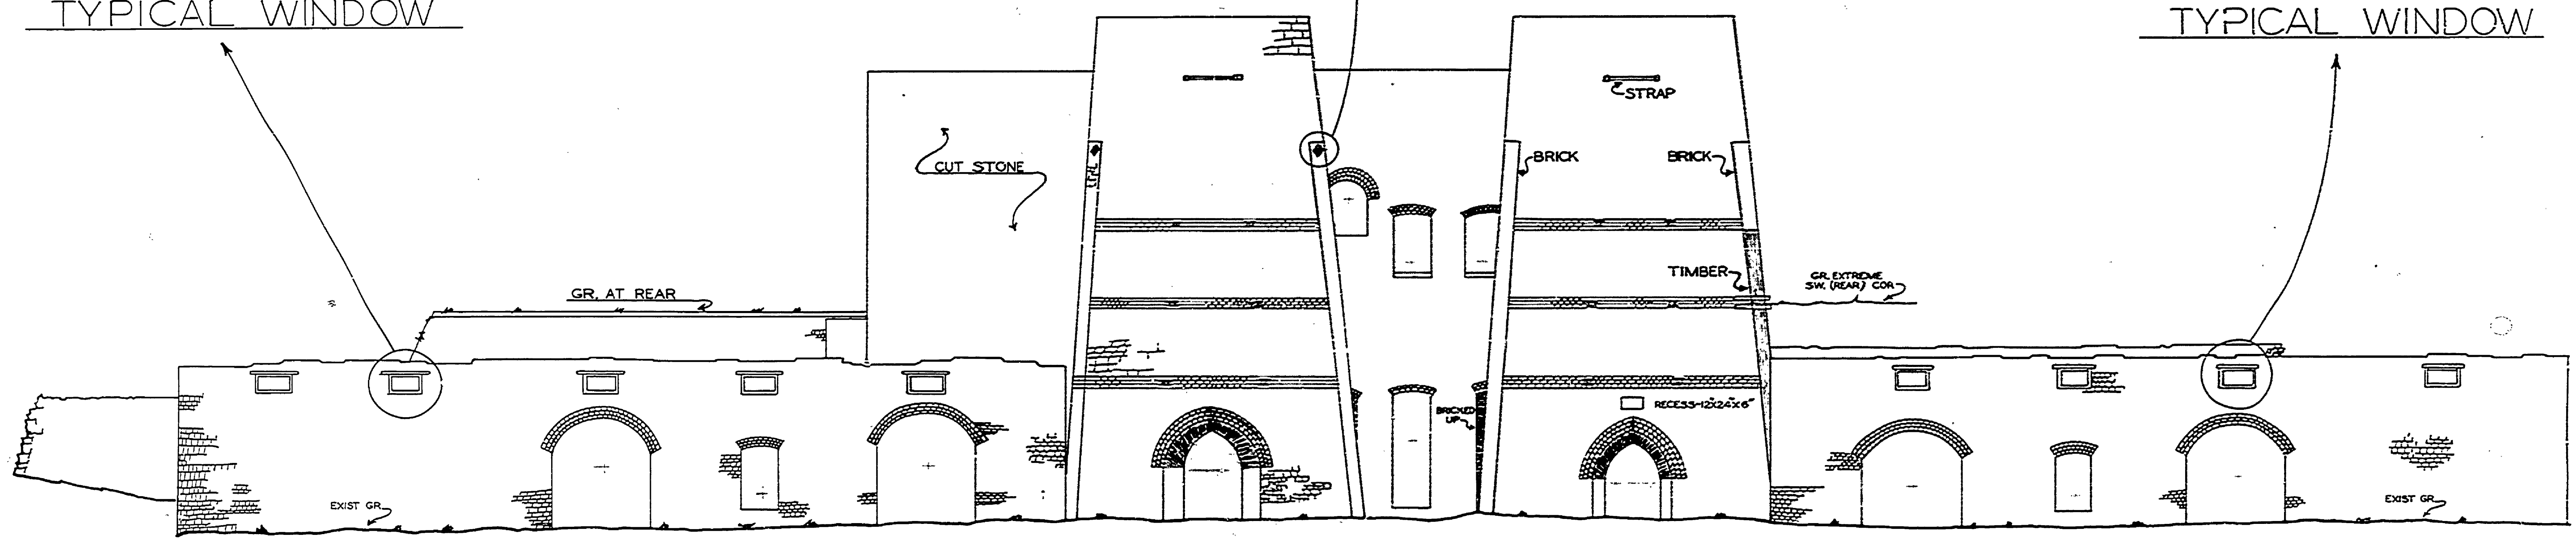 TYPICAL WINDOW
TYPICAL WINDOW
STRAP
CUT STONE
BRICK
BRICK
TIMBER
GR. EXTREME
SW. (REAR) COR.
GR. AT REAR
RECESS-12"X24"X6"
BRICKED
UP
EXIST GR.
EXIST GR.